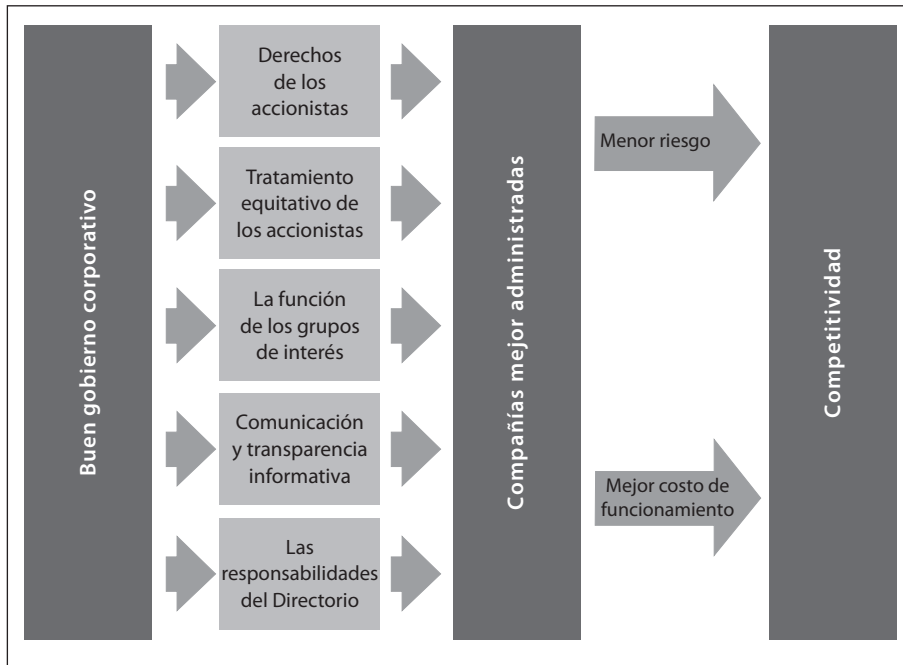 Buen gobierno corporativo
Derechos
de los
accionistas
Tratamiento
equitativo de
los accionistas
La función
de los grupos
de interés
Comunicación
y transparencia
informativa
Las
responsabilidades
del Directorio
Compañías mejor administradas
Menor riesgo
Mejor costo de
funcionamiento
Competitividad